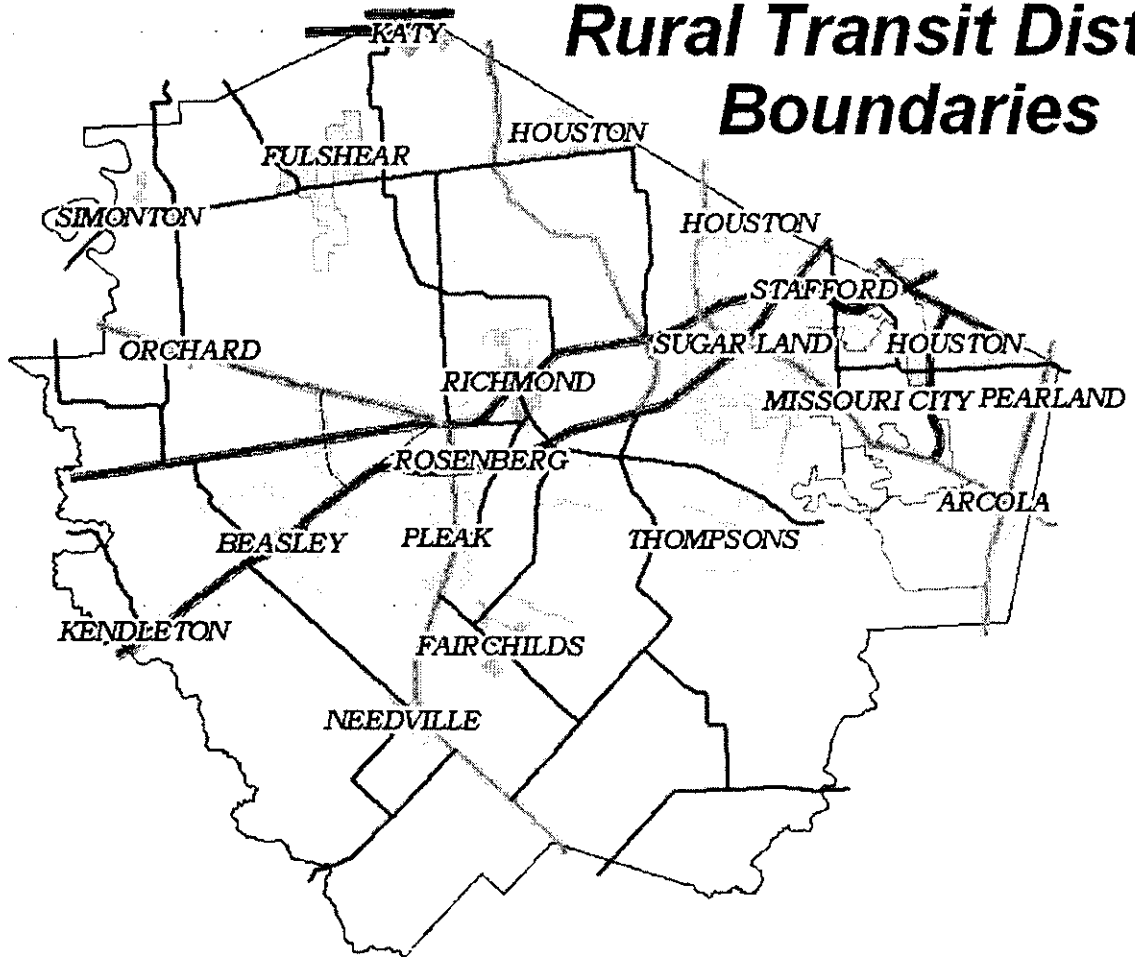 Rural Transit Dist
Boundaries
KATY
HOUSTON
FULSHEAR
SIMONTON
HOUSTON
STAFFORD
ORCHARD
SUGAR LAND
HOUSTON
RICHMOND
MISSOURI CITY
PEARLAND
ROSENBERG
ARCOLA
BEASLEY
PLEAK
THOMPSONS
KENDLETON
FAIRCHILDS
NEEDVILLE